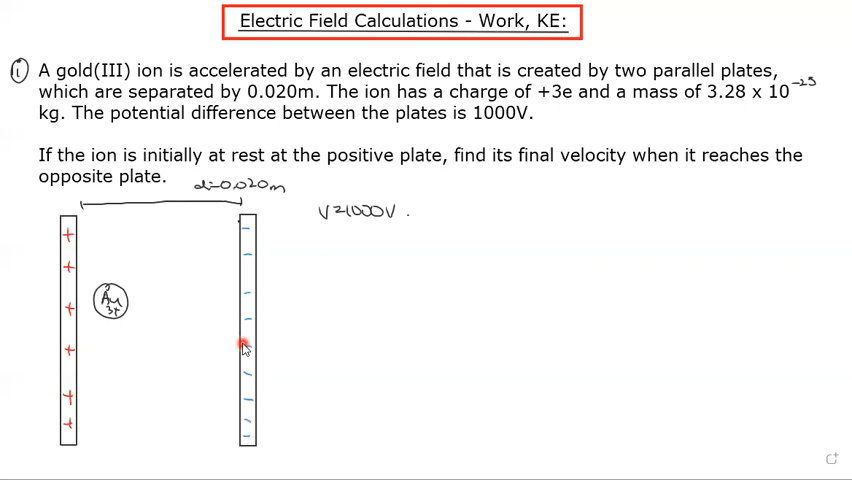 Electric Field Calculations - Work, KE:
1 A gold(III) ion is accelerated by an electric field that is created by two parallel plates,
which are separated by 0.020m. The ion has a charge of +3e and a mass of 3.28 x 10⁻²⁵
kg. The potential difference between the plates is 1000V.
If the ion is initially at rest at the positive plate, find its final velocity when it reaches the
opposite plate.
d=0.020m
V=1000V.
+ -
+ -
Au
3+
+ -
-
+ -
-
+ -
+ -
-